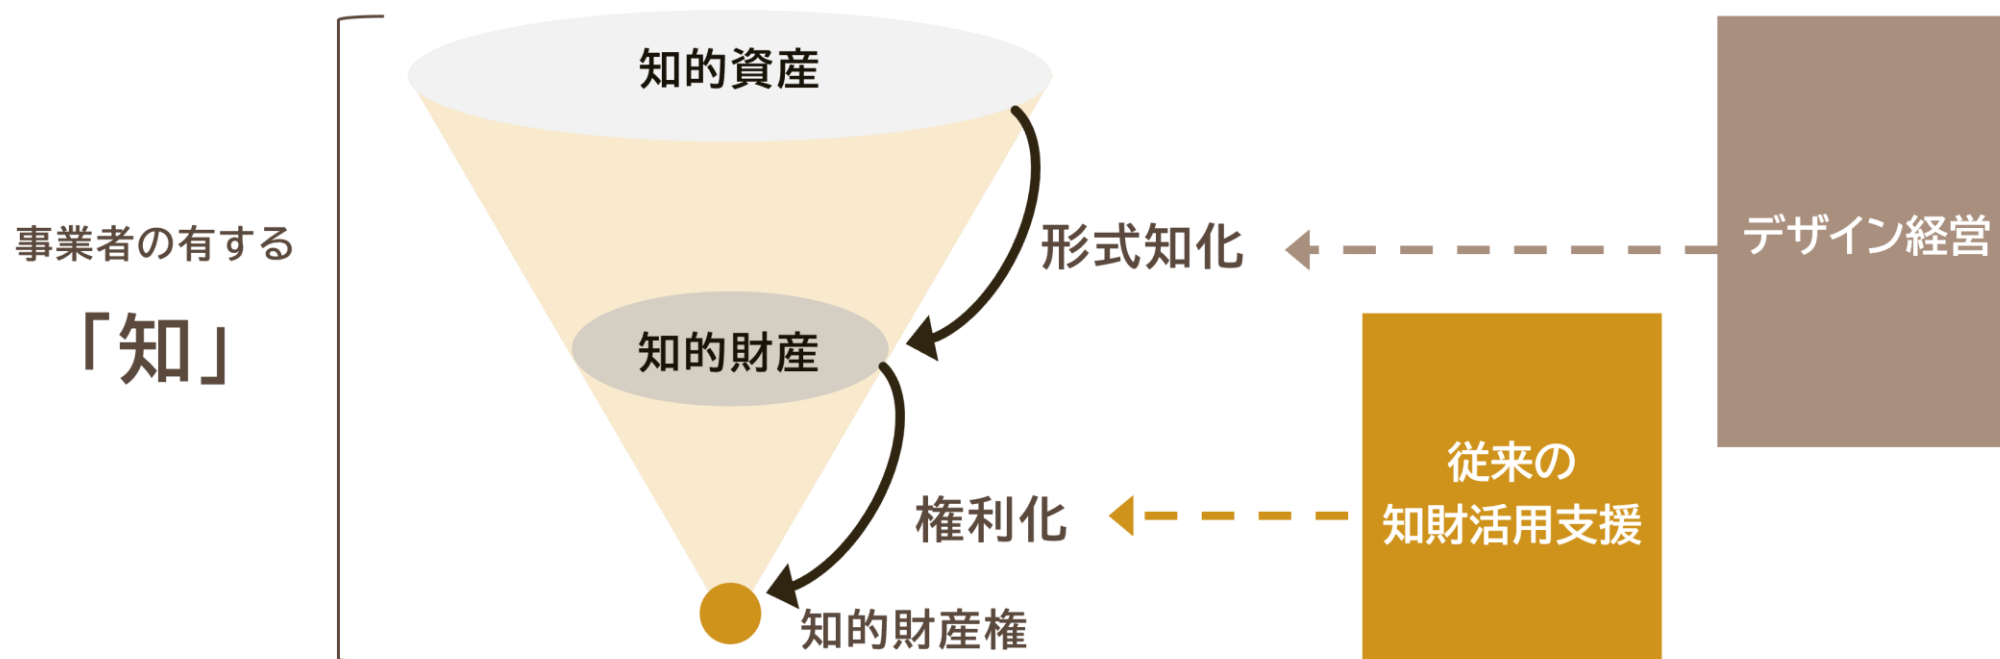 知的資産
事業者の有する
「知」
形式知化
デザイン経営
知的財産
従来の
知財活用支援
権利化
知的財産権